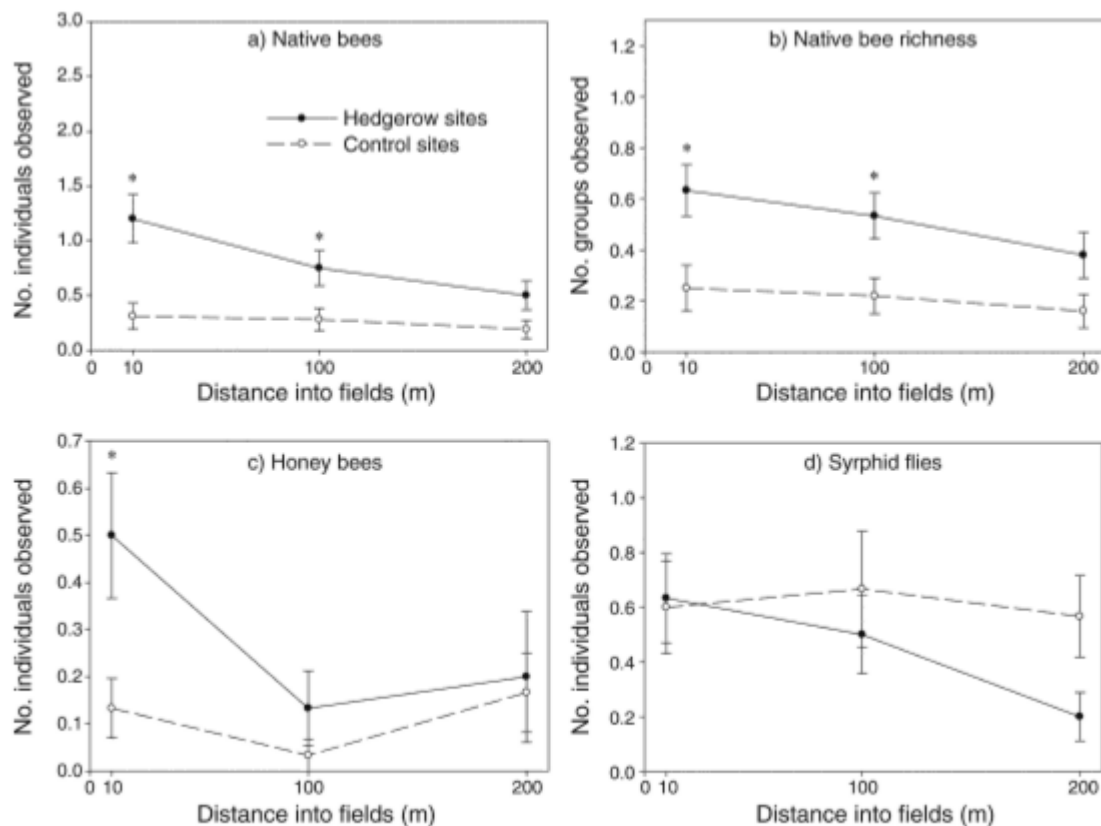 a) Native bees
No. individuals observed
3.0
2.5
2.0
1.5
1.0
0.5
0.0
Hedgerow sites
Control sites
*
*
0 10 100 200
Distance into fields (m)
b) Native bee richness
No. groups observed
1.2
1.0
0.8
0.6
0.4
0.2
0.0
*
*
0 10 100 200
Distance into fields (m)
c) Honey bees
No. individuals observed
0.7
0.6
0.5
0.4
0.3
0.2
0.1
0.0
*
0 10 100 200
Distance into fields (m)
d) Syrphid flies
No. individuals observed
1.2
1.0
0.8
0.6
0.4
0.2
0.0
0 10 100 200
Distance into fields (m)